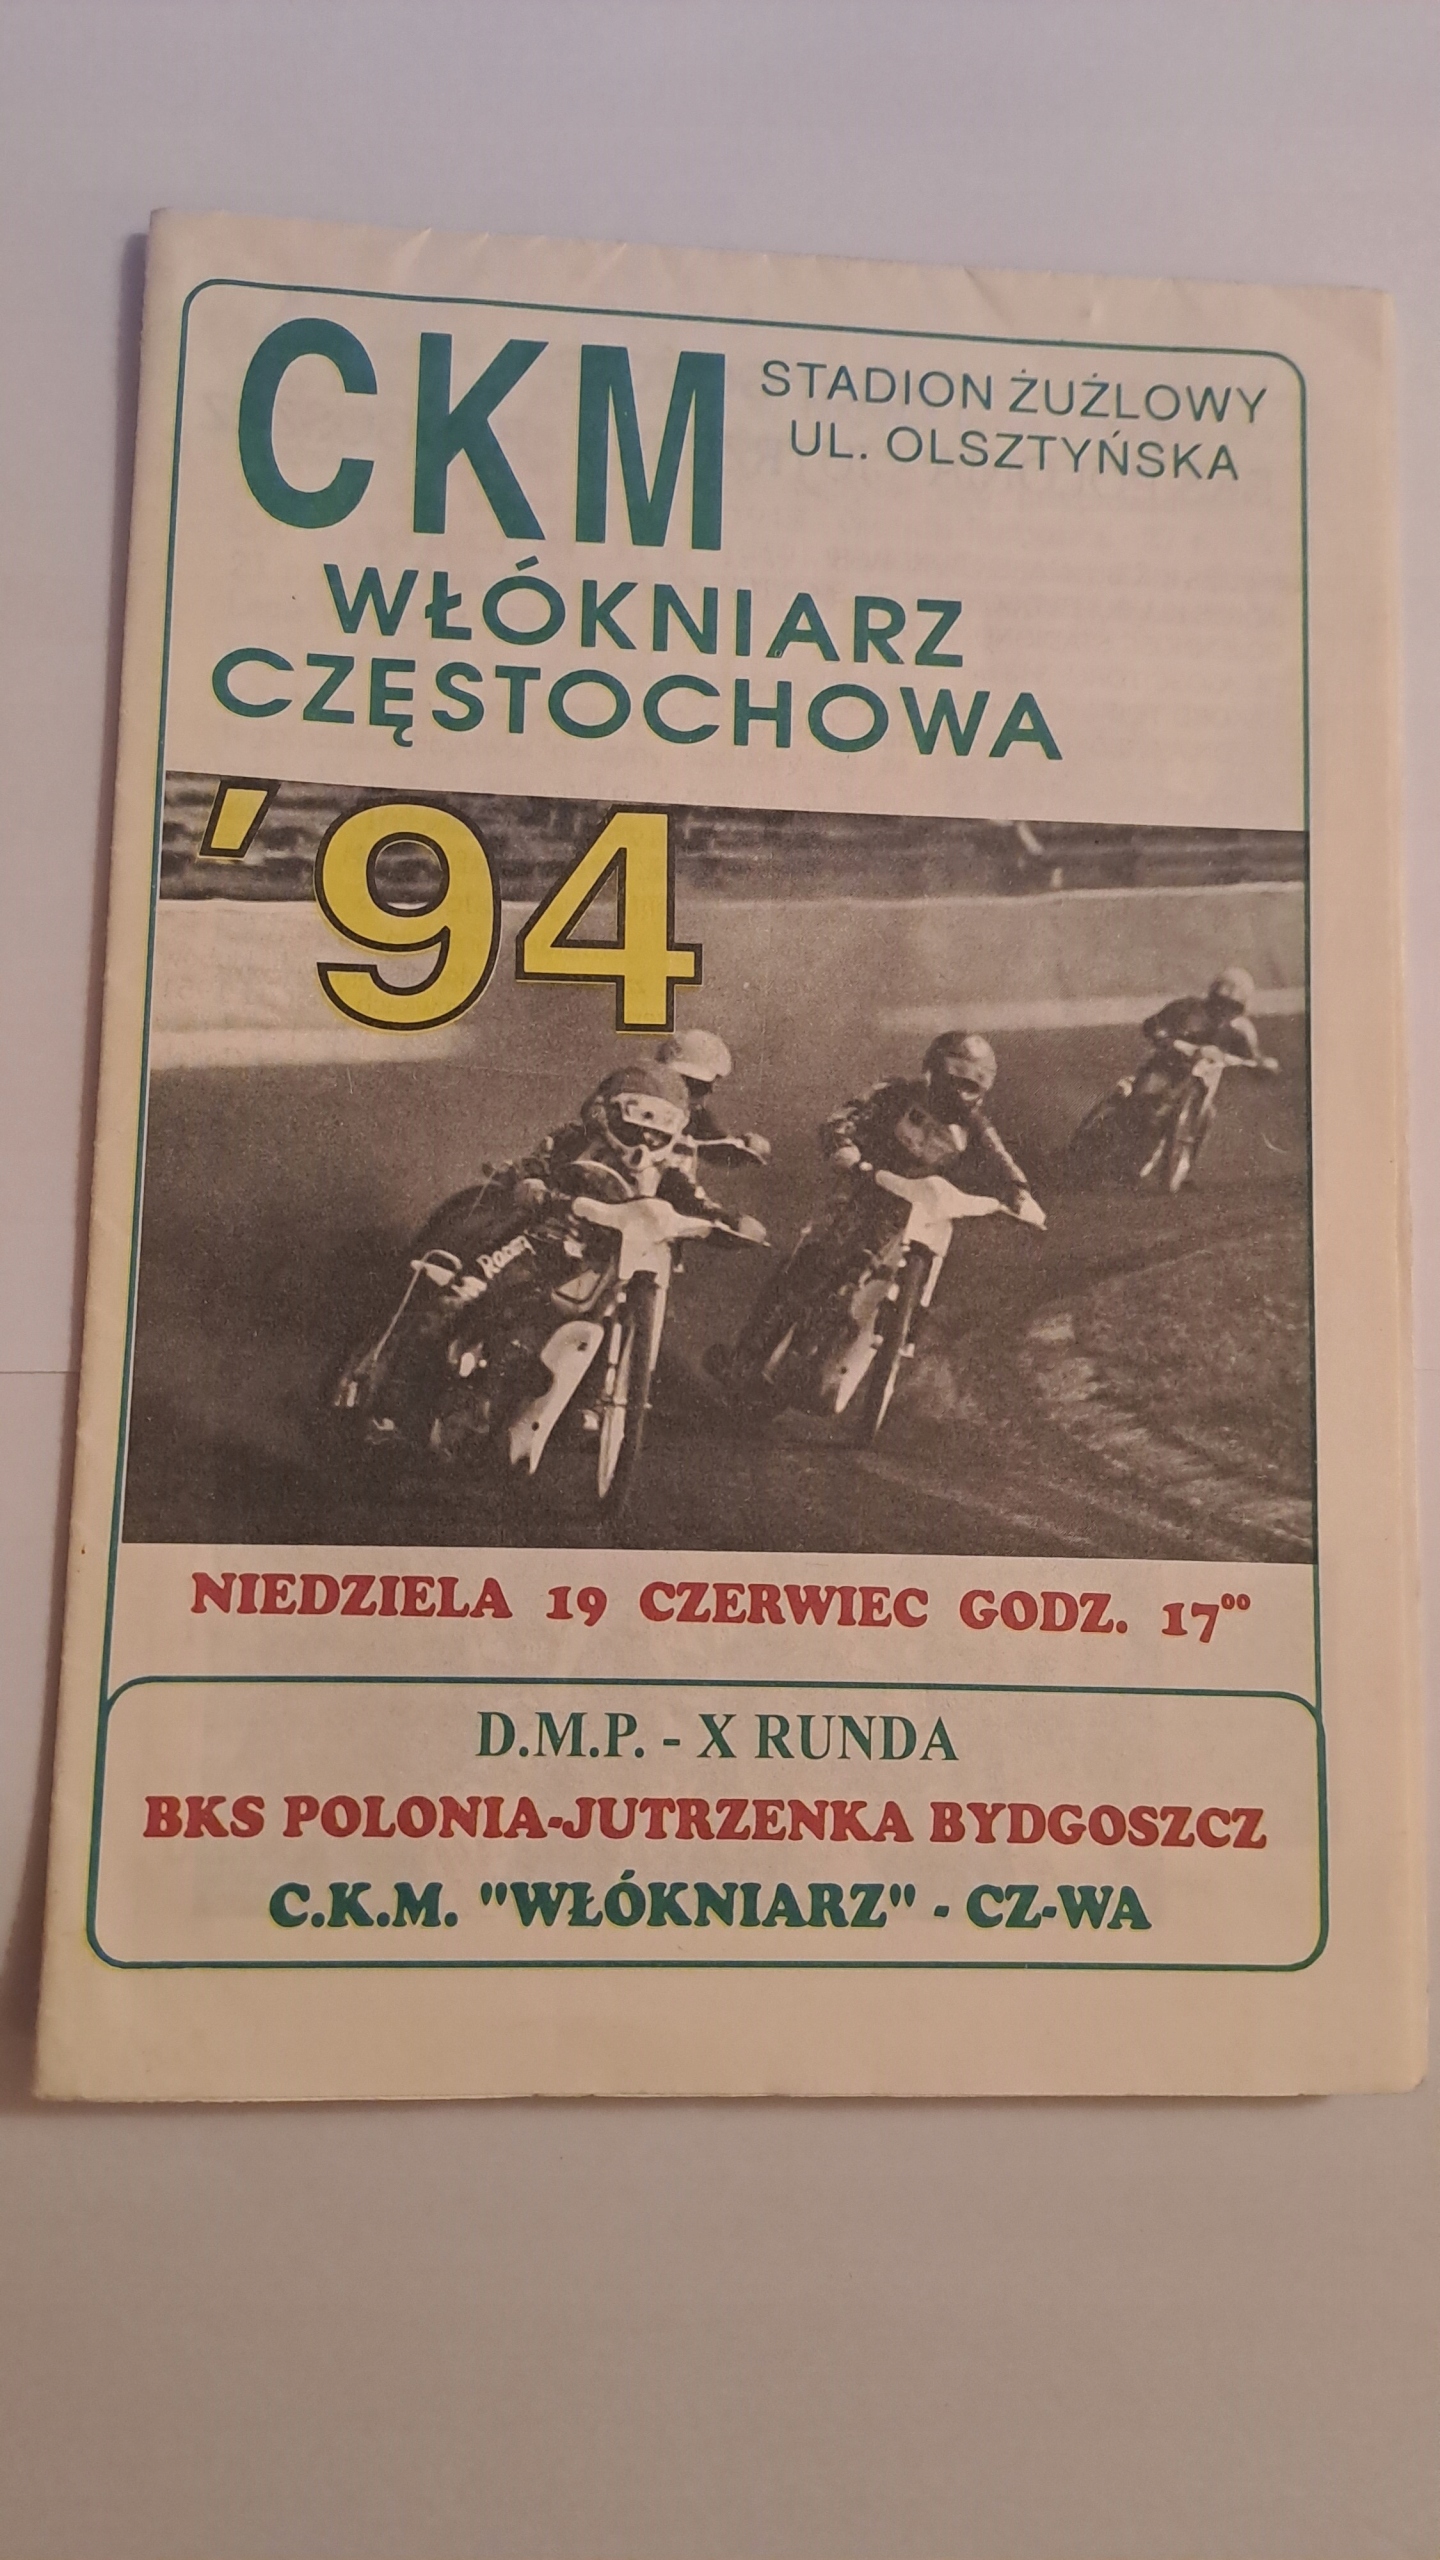 CKM
STADION ŻUŻLOWY
UL. OLSZTYŃSKA
WŁÓKNIARZ
CZĘSTOCHOWA
'94
Racing
NIEDZIELA 19 CZERWIEC GODZ. 17⁰⁰
D.M.P. - X RUNDA
BKS POLONIA-JUTRZENKA BYDGOSZCZ
C.K.M. "WŁÓKNIARZ" - CZ-WA